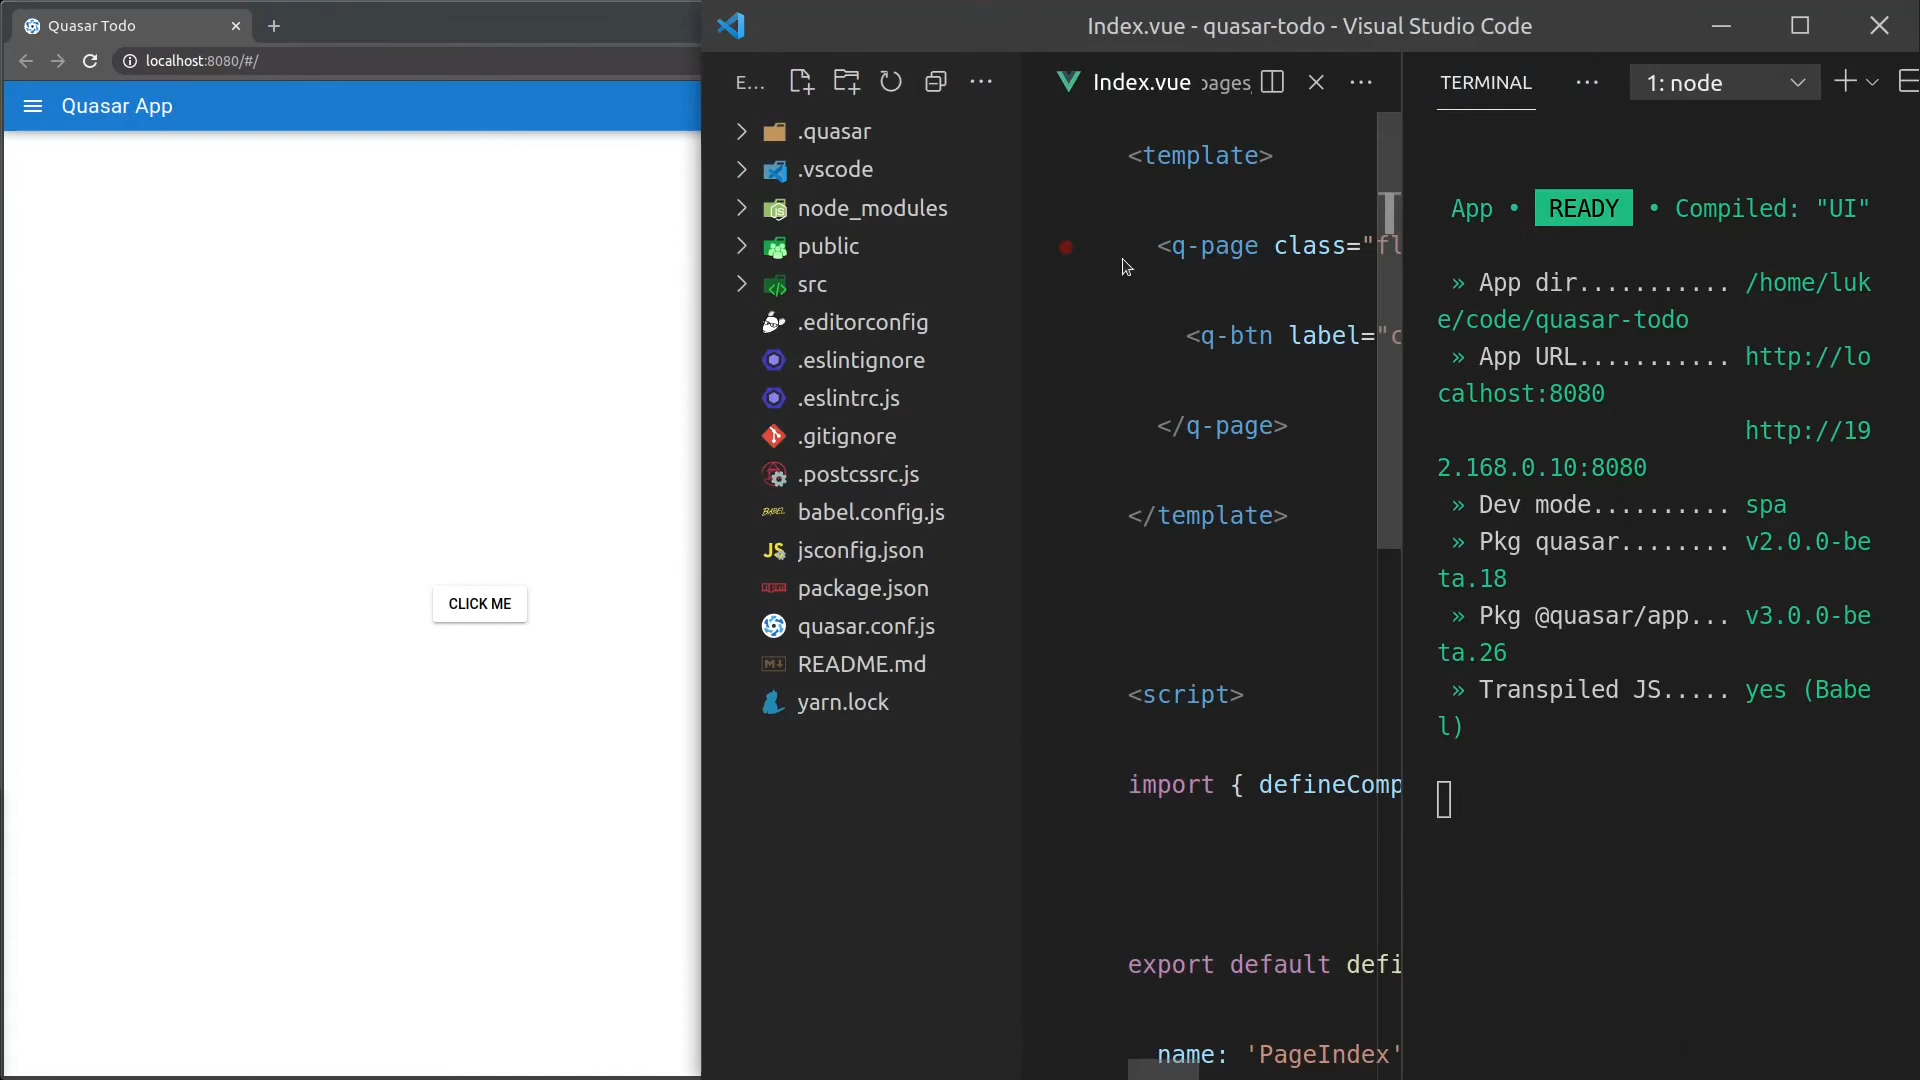 Quasar Todo
localhost:8080/#/
Quasar App
CLICK ME
Index.vue - quasar-todo - Visual Studio Code
E...
.quasar
.vscode
node_modules
public
src
.editorconfig
.eslintignore
.eslintrc.js
.gitignore
.postcssrc.js
babel.config.js
jsconfig.json
package.json
quasar.conf.js
README.md
yarn.lock
Index.vue pages
<template>
<q-page class="fl
<q-btn label="c
</q-page>
</template>
<script>
import { defineComp
export default defi
name: 'PageIndex'
TERMINAL
1: node
App • READY • Compiled: "UI"
» App dir........... /home/luk
e/code/quasar-todo
» App URL........... http://lo
calhost:8080
http://19
2.168.0.10:8080
» Dev mode.......... spa
» Pkg quasar........ v2.0.0-be
ta.18
» Pkg @quasar/app... v3.0.0-be
ta.26
» Transpiled JS..... yes (Babe
l)